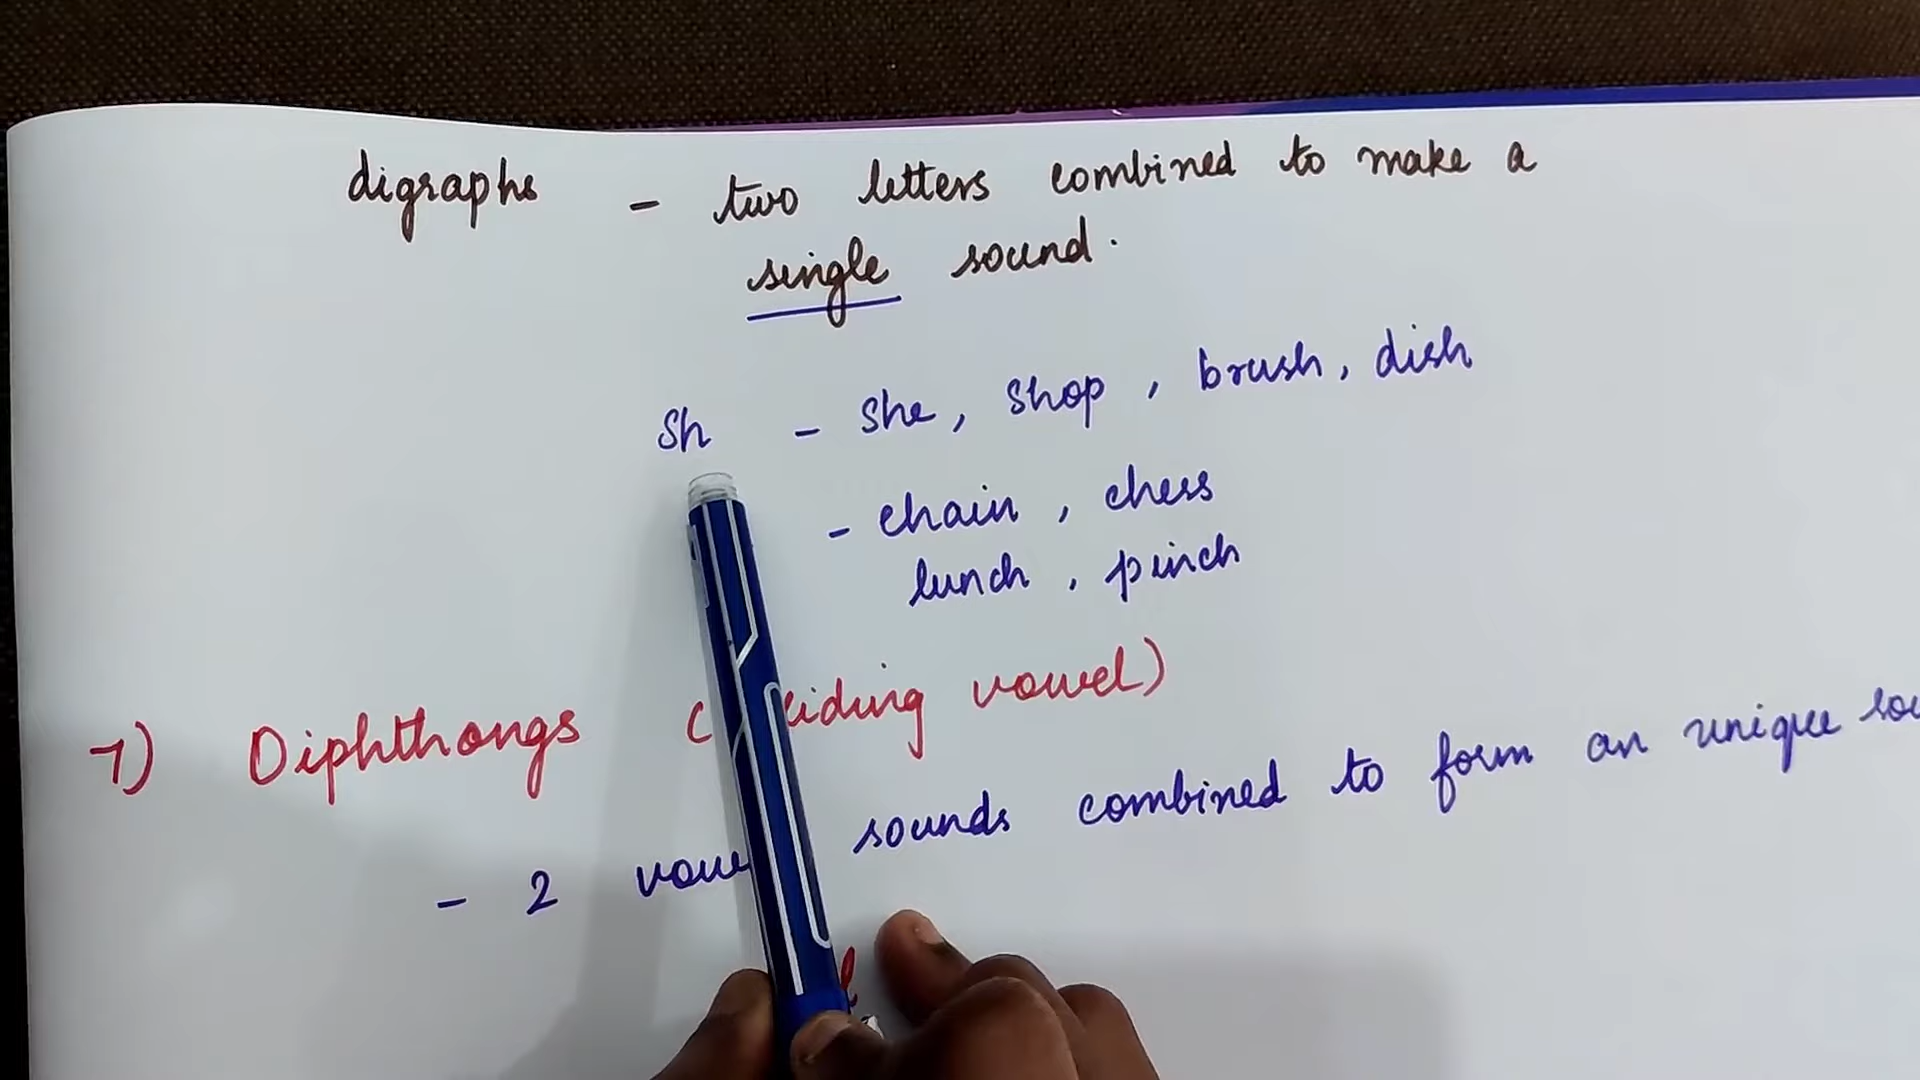 digraphs - two letters combined to make a
single sound.
Sh - She, Shop, brush, dish
- chain, chess
lunch, pinch
7) Diphthongs ( vowel)
- 2 sounds combined to form an unique